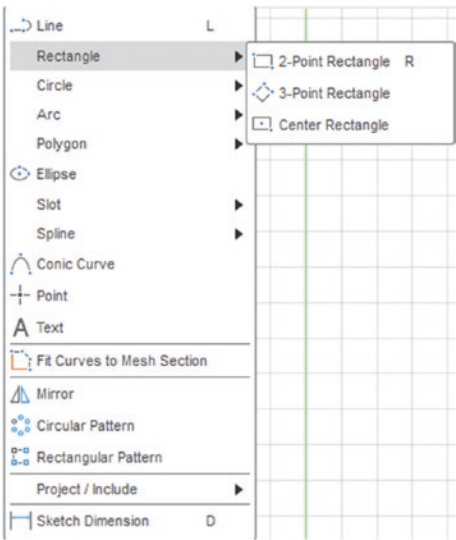 Line L
Rectangle
2-Point Rectangle R
Circle
3-Point Rectangle
Arc
Center Rectangle
Polygon
Ellipse
Slot
Spline
Conic Curve
Point
Text
Fit Curves to Mesh Section
Mirror
Circular Pattern
Rectangular Pattern
Project / Include
Sketch Dimension D